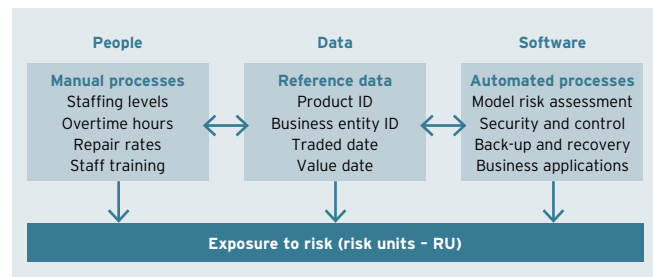 People
Data
Software
Manual processes
Staffing levels
Overtime hours
Repair rates
Staff training
Reference data
Product ID
Business entity ID
Traded date
Value date
Automated processes
Model risk assessment
Security and control
Back-up and recovery
Business applications
Exposure to risk (risk units – RU)